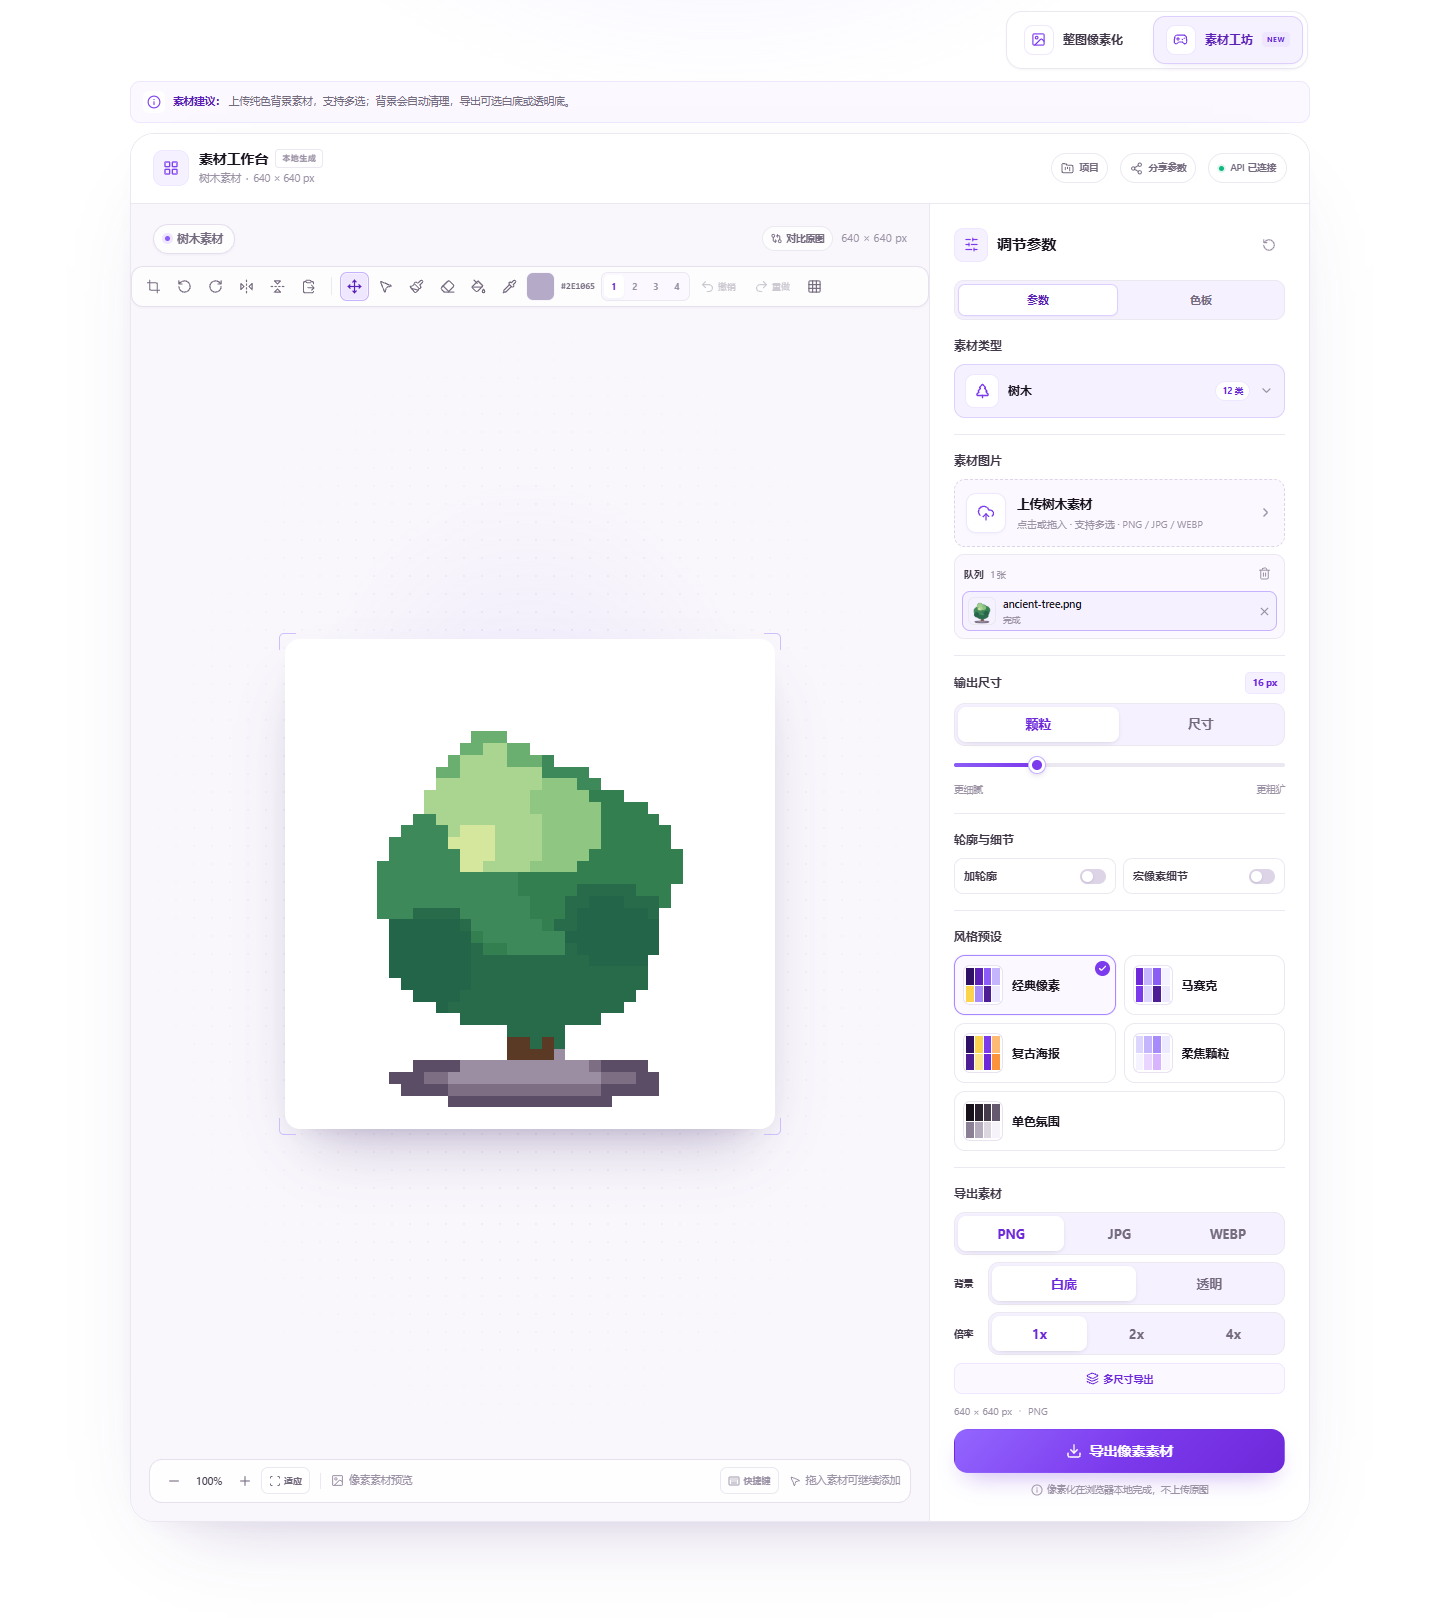 整图像素化
素材工坊 NEW
素材建议： 上传纯色背景素材，支持多选；背景会自动清理，导出可选白底或透明底。
素材工作台 本地生成
树木素材 · 640 × 640 px
项目
分享参数
API 已连接
树木素材
对比原图 640 × 640 px
#2E1065 1 2 3 4 撤销 重做
调节参数
参数 色板
素材类型
树木 12 类
素材图片
上传树木素材
点击或拖入 · 支持多选 · PNG / JPG / WEBP
队列 1 张
ancient-tree.png
完成
输出尺寸 16 px
颗粒 尺寸
更细腻 更粗犷
轮廓与细节
加轮廓 宏像素细节
风格预设
经典像素 马赛克
复古海报 柔焦颗粒
单色氛围
导出素材
PNG JPG WEBP
背景 白底 透明
倍率 1x 2x 4x
多尺寸导出
640 × 640 px · PNG
导出像素素材
像素化在浏览器本地完成，不上传原图
100% 适应 像素素材预览
快捷键 拖入素材可继续添加